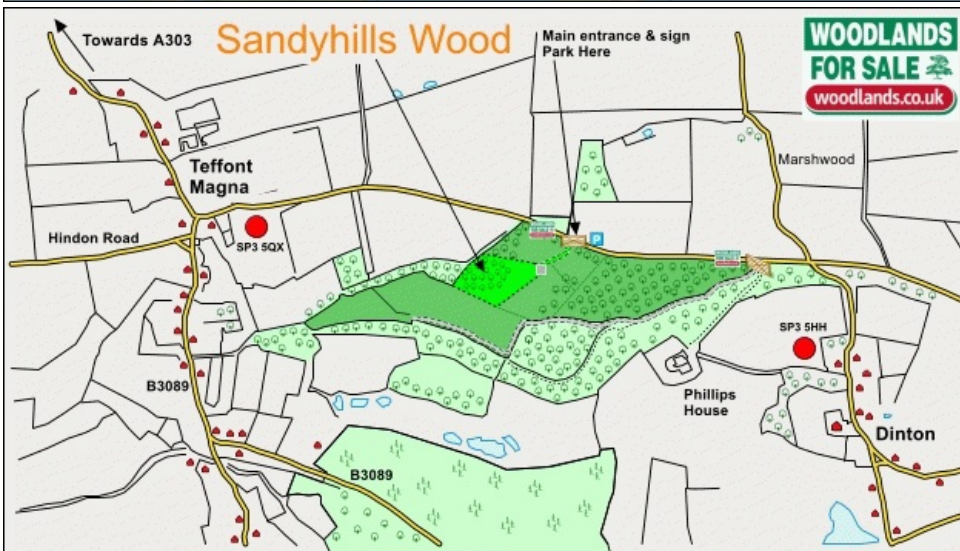 Towards A303
Sandyhills Wood
Main entrance & sign
Park Here
WOODLANDS
FOR SALE
woodlands.co.uk
Teffont
Magna
Marshwood
Hindon Road
SP3 5QX
P
SP3 5HH
B3089
Phillips
House
Dinton
B3089